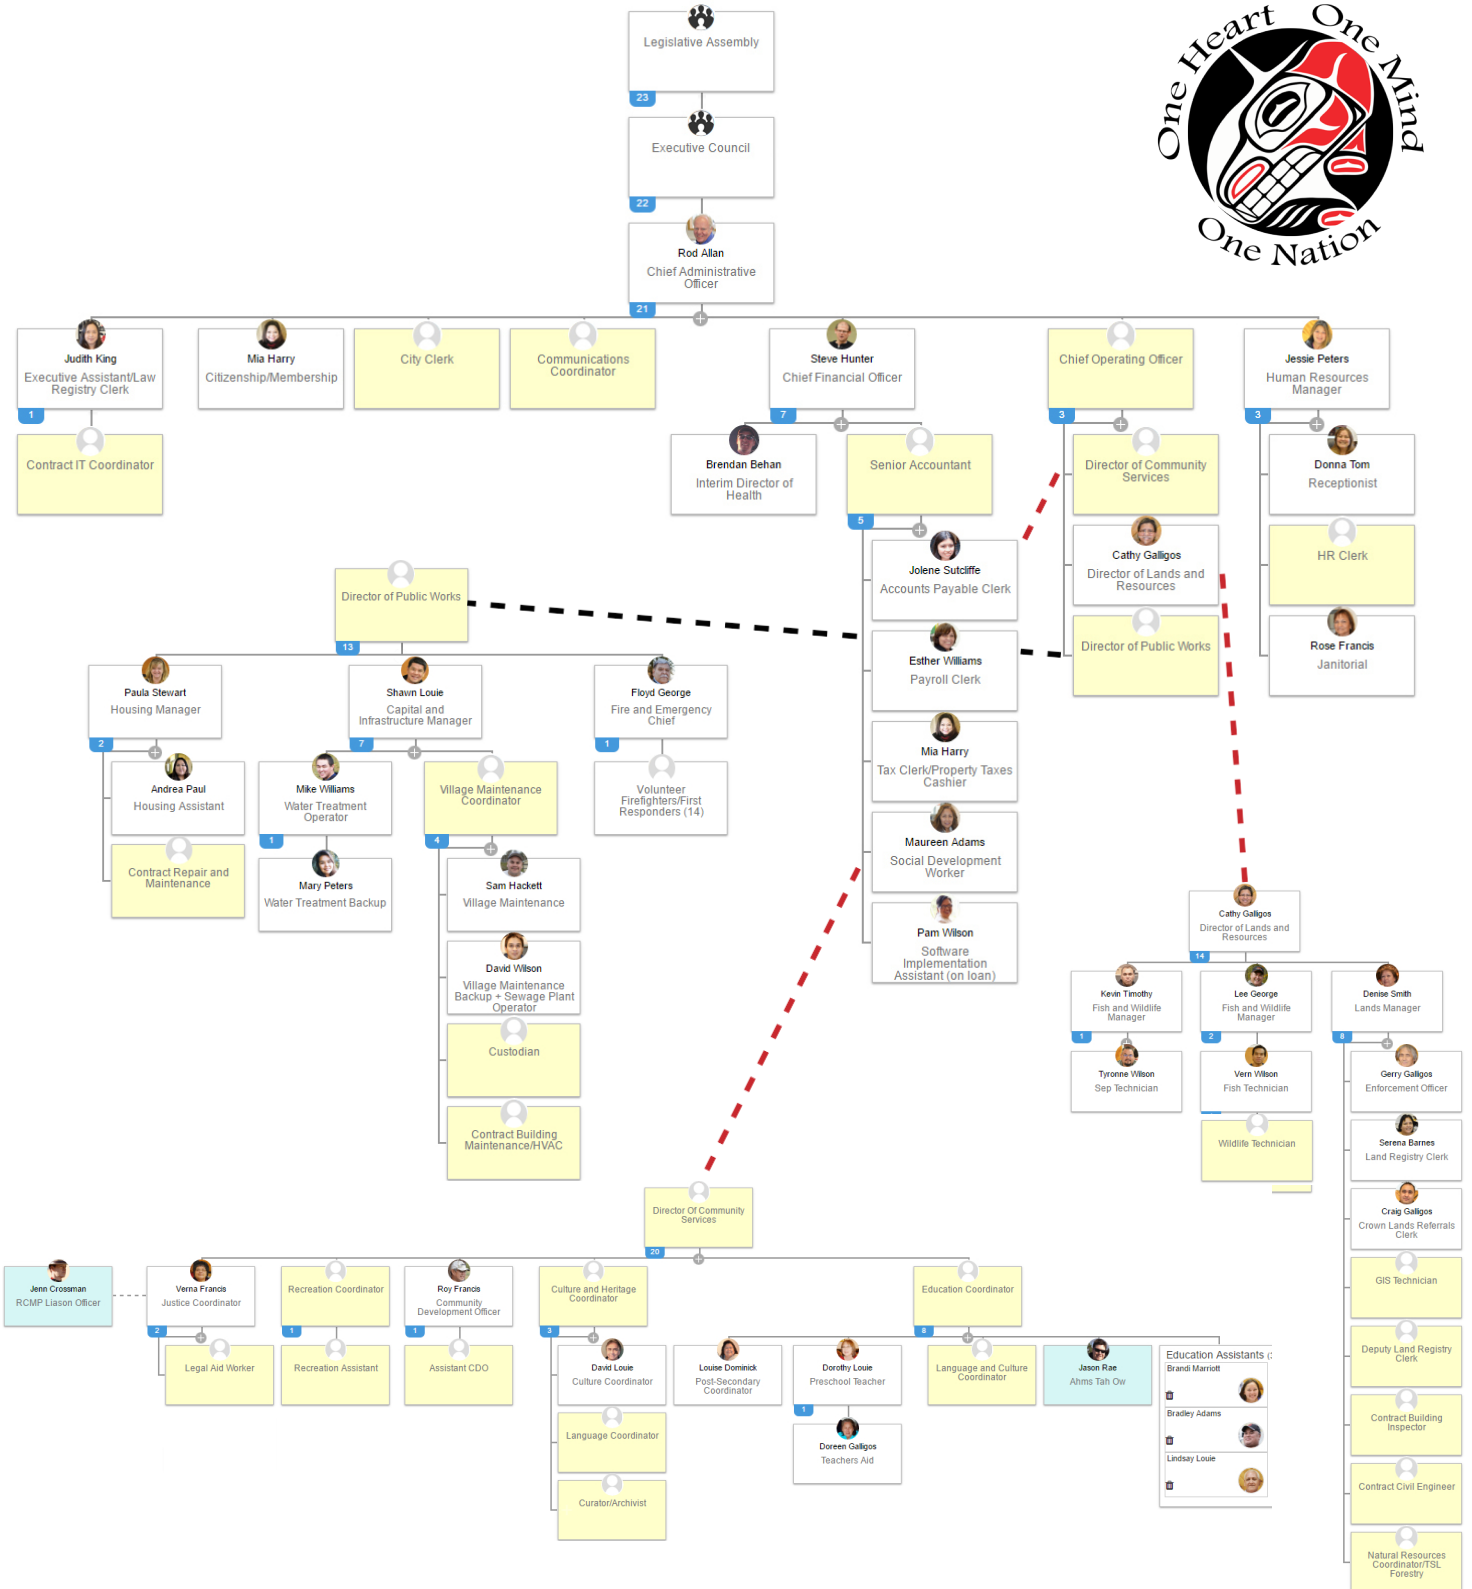 One Heart One Mind
One Nation
Legislative Assembly
23
Executive Council
22
Rod Allan
Chief Administrative
Officer
21
Judith King
Executive Assistant/Law
Registry Clerk
1
Contract IT Coordinator
Mia Harry
Citizenship/Membership
City Clerk
Communications
Coordinator
Steve Hunter
Chief Financial Officer
7
Brendan Behan
Interim Director of
Health
Senior Accountant
5
Jolene Sutcliffe
Accounts Payable Clerk
Esther Williams
Payroll Clerk
Mia Harry
Tax Clerk/Property Taxes
Cashier
Maureen Adams
Social Development
Worker
Pam Wilson
Software
Implementation
Assistant (on loan)
Chief Operating Officer
3
Director of Community
Services
Cathy Galligos
Director of Lands and
Resources
Director of Public Works
Jessie Peters
Human Resources
Manager
3
Donna Tom
Receptionist
HR Clerk
Rose Francis
Janitorial
Director of Public Works
13
Paula Stewart
Housing Manager
2
Andrea Paul
Housing Assistant
Contract Repair and
Maintenance
Shawn Louie
Capital and
Infrastructure Manager
7
Mike Williams
Water Treatment
Operator
1
Mary Peters
Water Treatment Backup
Village Maintenance
Coordinator
4
Sam Hackett
Village Maintenance
David Wilson
Village Maintenance
Backup + Sewage Plant
Operator
Custodian
Contract Building
Maintenance/HVAC
Floyd George
Fire and Emergency
Chief
1
Volunteer
Firefighters/First
Responders (14)
Cathy Galligos
Director of Lands and
Resources
14
Kevin Timothy
Fish and Wildlife
Manager
1
Tyronne Wilson
Sep Technician
Lee George
Fish and Wildlife
Manager
2
Vern Wilson
Fish Technician
Wildlife Technician
Denise Smith
Lands Manager
8
Gerry Galligos
Enforcement Officer
Serena Barnes
Land Registry Clerk
Craig Galligos
Crown Lands Referrals
Clerk
GIS Technician
Deputy Land Registry
Clerk
Contract Building
Inspector
Contract Civil Engineer
Natural Resources
Coordinator/TSL
Forestry
Director Of Community
Services
20
Jenn Crossman
RCMP Liason Officer
Verna Francis
Justice Coordinator
2
Legal Aid Worker
Recreation Coordinator
1
Recreation Assistant
Roy Francis
Community
Development Officer
1
Assistant CDO
Culture and Heritage
Coordinator
3
David Louie
Culture Coordinator
Language Coordinator
Curator/Archivist
Education Coordinator
8
Louise Dominick
Post-Secondary
Coordinator
Dorothy Louie
Preschool Teacher
1
Doreen Galligos
Teachers Aid
Language and Culture
Coordinator
Jason Rae
Ahms Tah Ow
Education Assistants
Brandi Marriott
Bradley Adams
Lindsay Louie